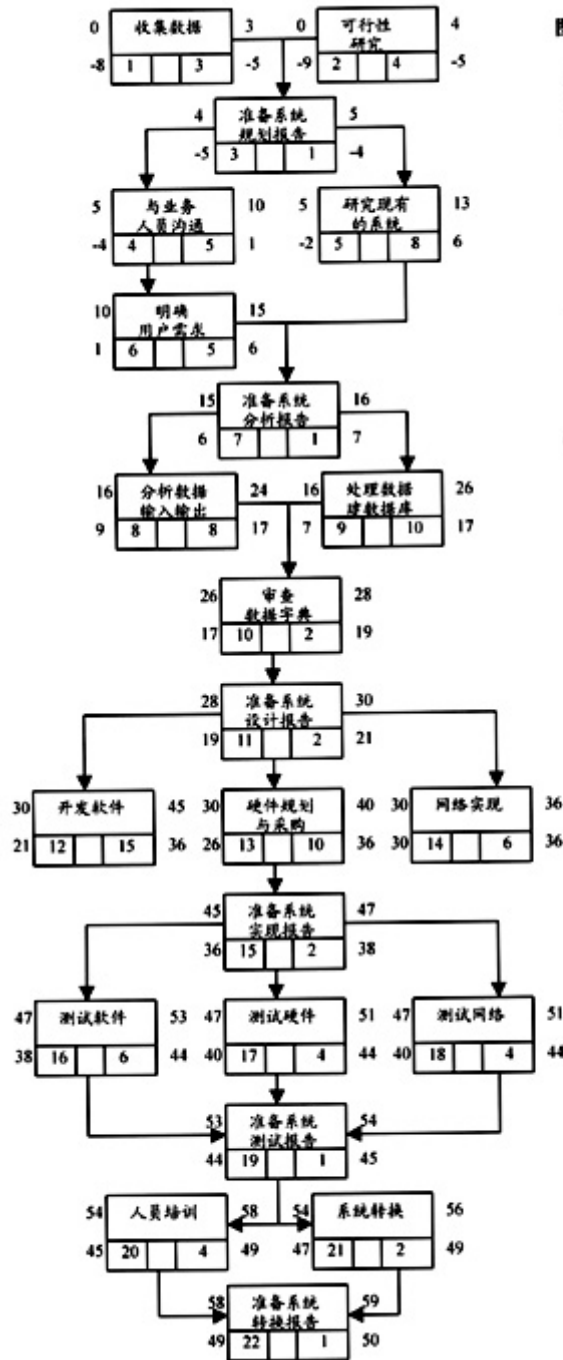 0 收集数据 3 0 可行性 4
研究
-8 1 3 -5 -9 2 4 -5
4 准备系统 5
规划报告
-5 3 1 -4
5 与业务 10 5 研究现有 13
人员沟通 的系统
-4 4 5 1 -2 5 8 6
10 明确 15
用户需求
1 6 5 6
15 准备系统 16
分析报告
6 7 1 7
16 分析数据 24 16 处理数据 26
输入输出 建数据库
9 8 8 17 7 9 10 17
26 审查 28
数据字典
17 10 2 19
28 准备系统 30
设计报告
19 11 2 21
30 开发软件 45 30 硬件规划 40 30 网络实现 36
与采购
21 12 15 36 26 13 10 36 30 14 6 36
45 准备系统 47
实现报告
36 15 2 38
47 测试软件 53 47 测试硬件 51 47 测试网络 51
38 16 6 44 40 17 4 44 40 18 4 44
53 准备系统 54
测试报告
44 19 1 45
54 人员培训 58 54 系统转换 56
45 20 4 49 47 21 2 49
58 准备系统 59
转换报告
49 22 1 50